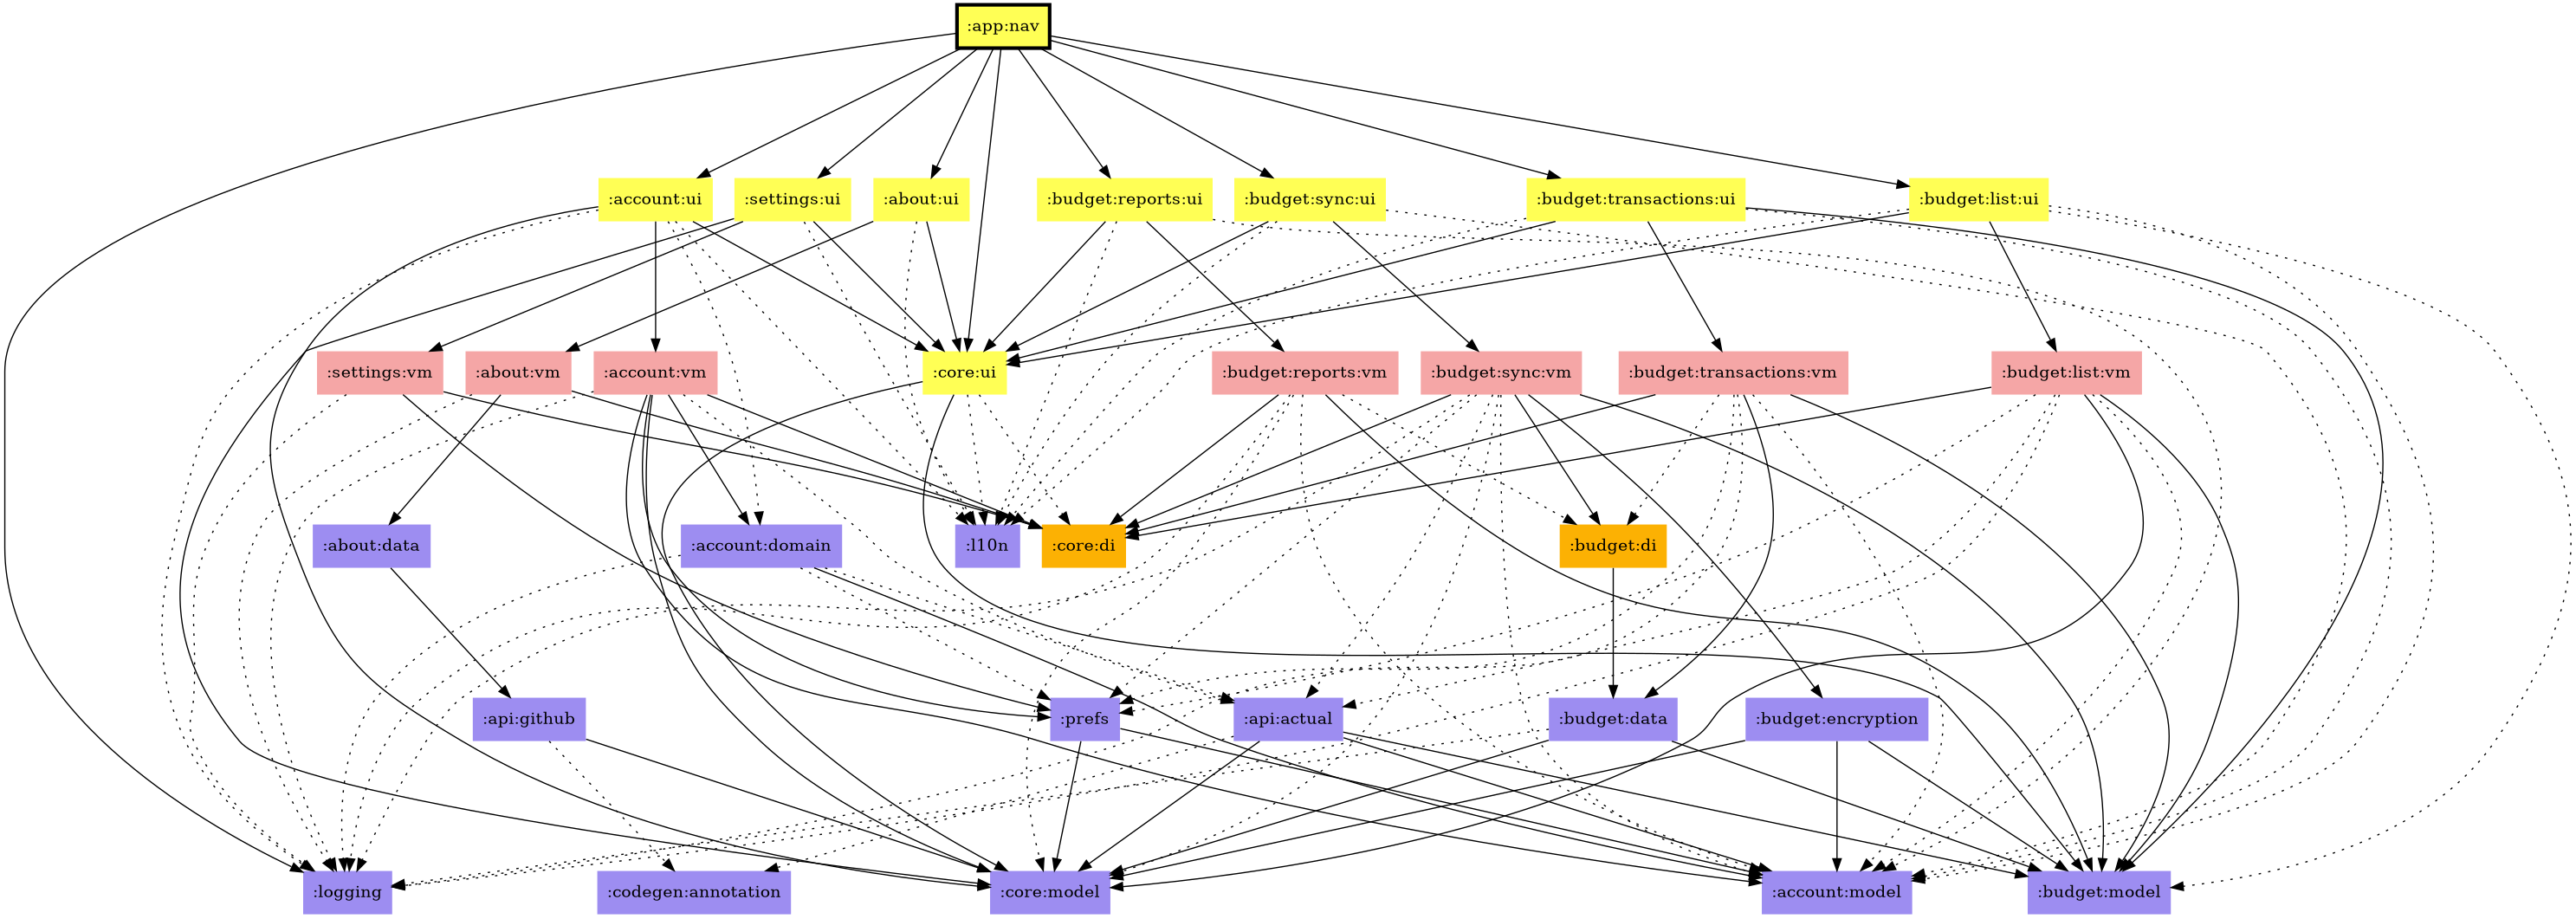 :app:nav
:account:ui
:settings:ui
:about:ui
:budget:reports:ui
:budget:sync:ui
:budget:transactions:ui
:budget:list:ui
:settings:vm
:about:vm
:account:vm
:core:ui
:budget:reports:vm
:budget:sync:vm
:budget:transactions:vm
:budget:list:vm
:about:data
:account:domain
:l10n
:core:di
:budget:di
:api:github
:prefs
:api:actual
:budget:data
:budget:encryption
:logging
:codegen:annotation
:core:model
:account:model
:budget:model